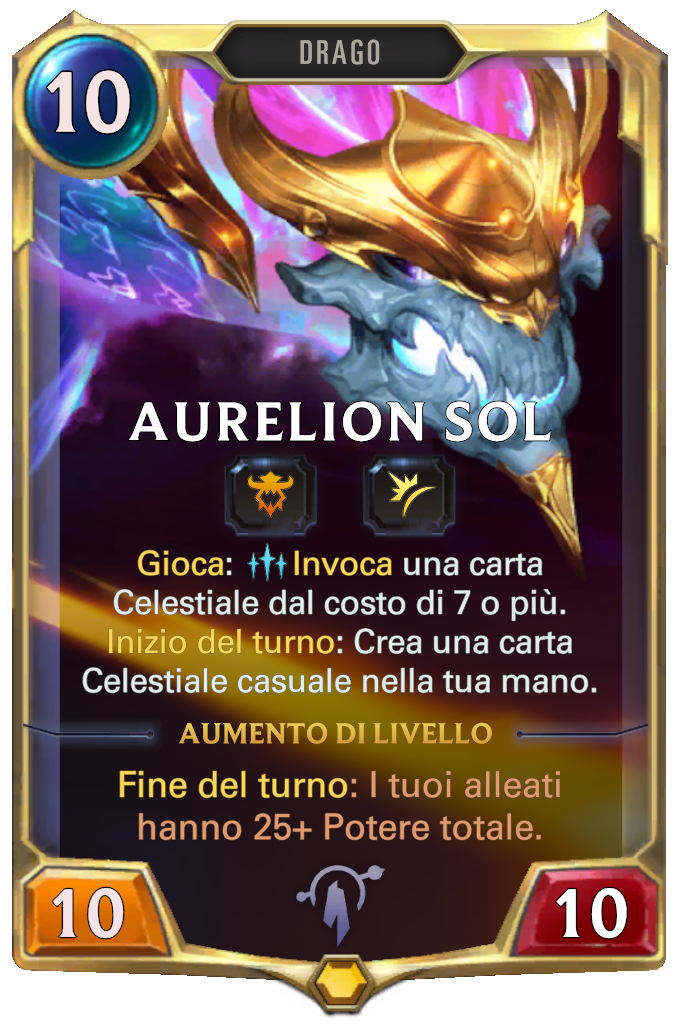 DRAGO
10
AURELION SOL
Gioca: Invoca una carta
Celestiale dal costo di 7 o più.
Inizio del turno: Crea una carta
Celestiale casuale nella tua mano.
AUMENTO DI LIVELLO
Fine del turno: I tuoi alleati
hanno 25+ Potere totale.
10
10